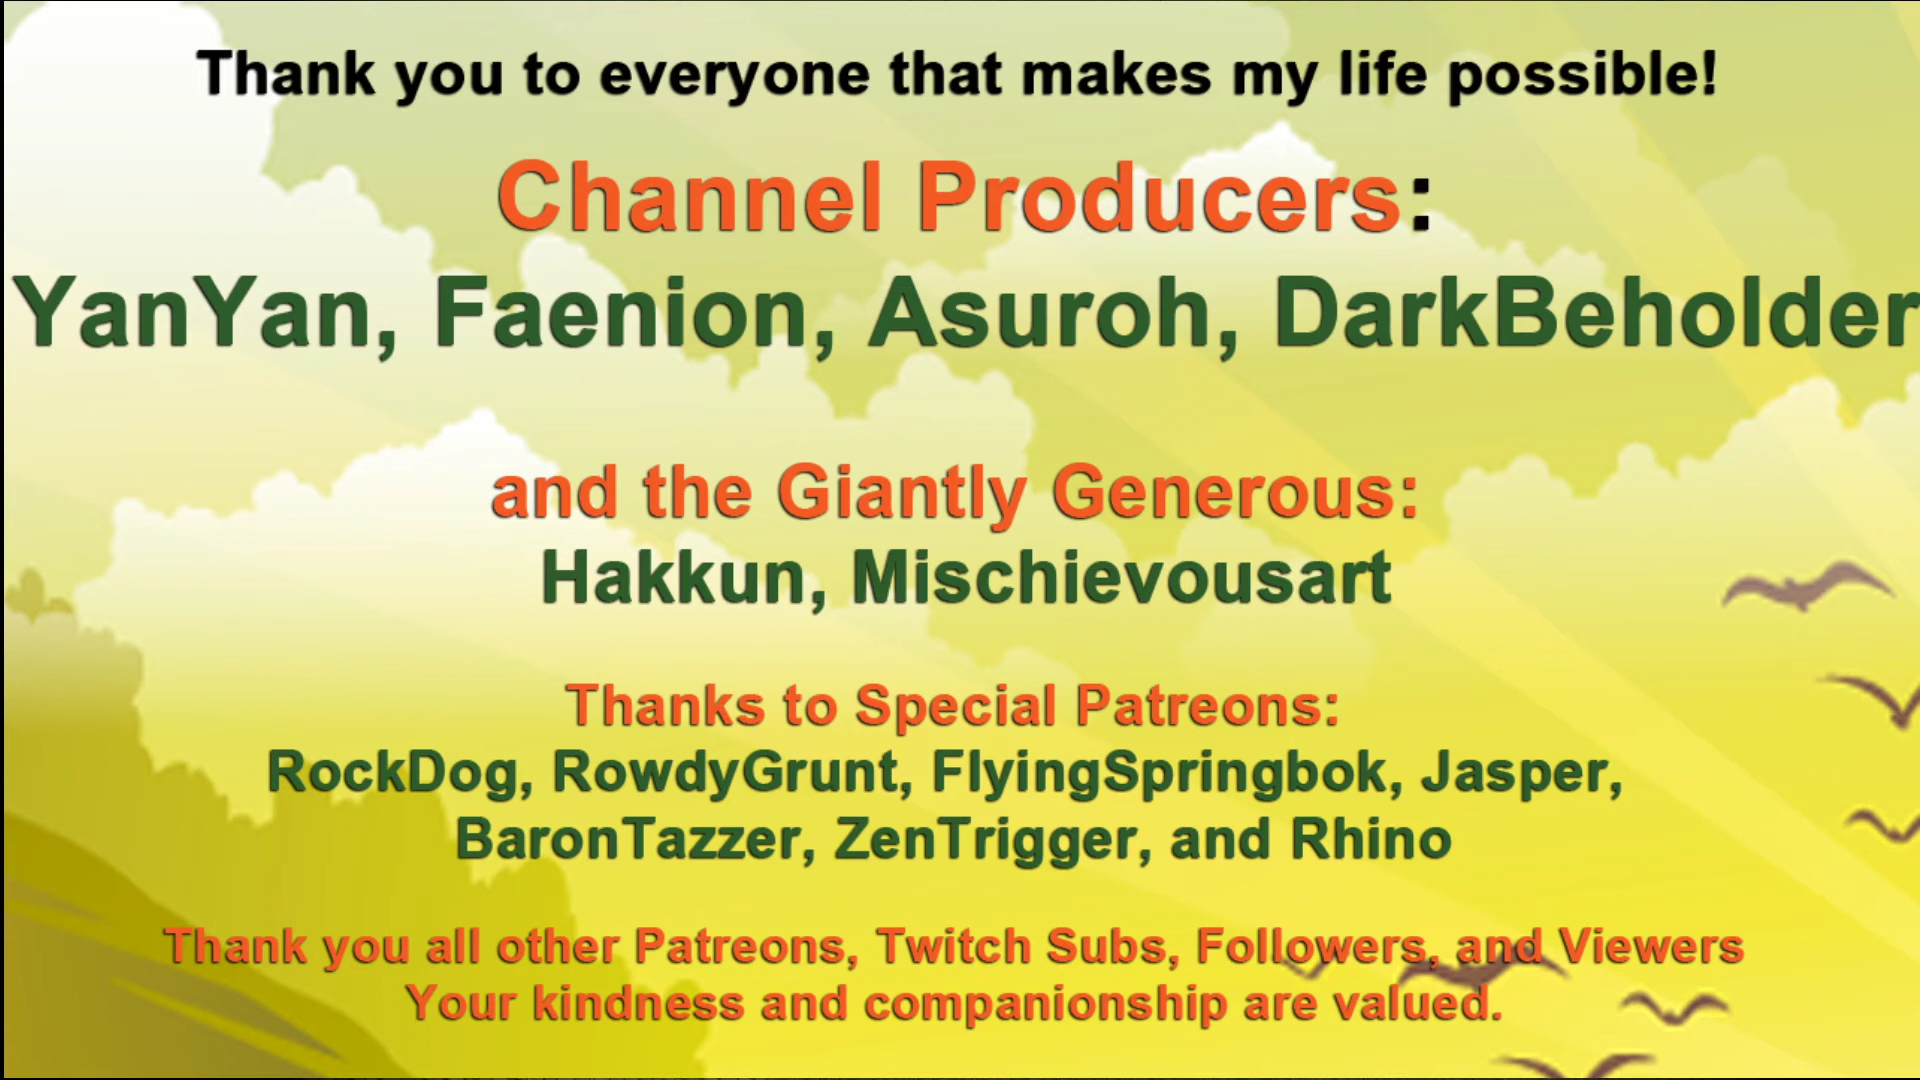 Thank you to everyone that makes my life possible!
Channel Producers:
YanYan, Faenion, Asuroh, DarkBeholder
and the Giantly Generous:
Hakkun, Mischievousart
Thanks to Special Patreons:
RockDog, RowdyGrunt, FlyingSpringbok, Jasper,
BaronTazzer, ZenTrigger, and Rhino
Thank you all other Patreons, Twitch Subs, Followers, and Viewers
Your kindness and companionship are valued.